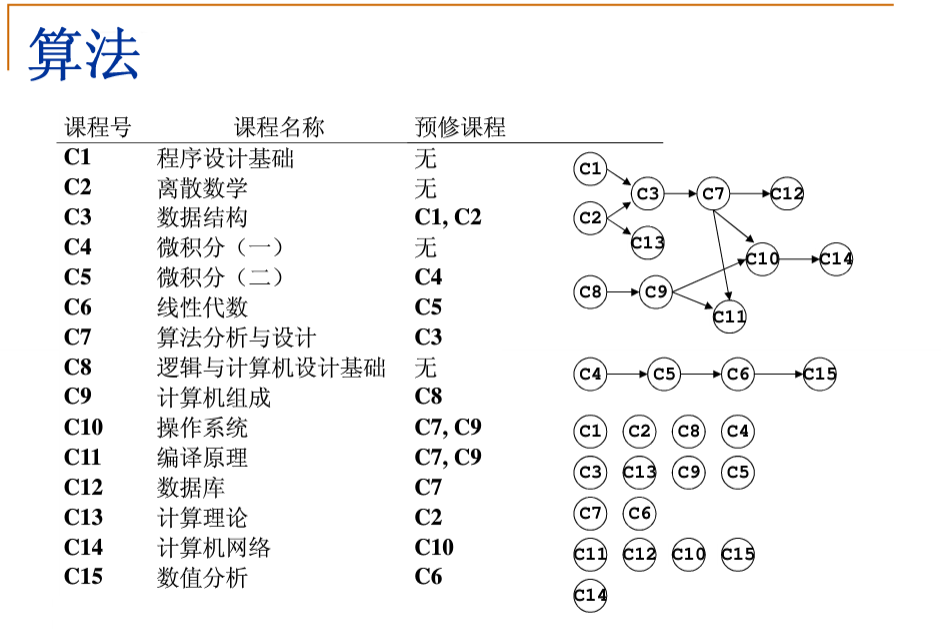 算法
课程号 课程名称 预修课程
C1 程序设计基础 无
C2 离散数学 无
C3 数据结构 C1, C2
C4 微积分（一） 无
C5 微积分（二） C4
C6 线性代数 C5
C7 算法分析与设计 C3
C8 逻辑与计算机设计基础 无
C9 计算机组成 C8
C10 操作系统 C7, C9
C11 编译原理 C7, C9
C12 数据库 C7
C13 计算理论 C2
C14 计算机网络 C10
C15 数值分析 C6
C1
C3 C7 C12
C2
C13
C10 C14
C8 C9
C11
C4 C5 C6 C15
C1 C2 C8 C4
C3 C13 C9 C5
C7 C6
C11 C12 C10 C15
C14